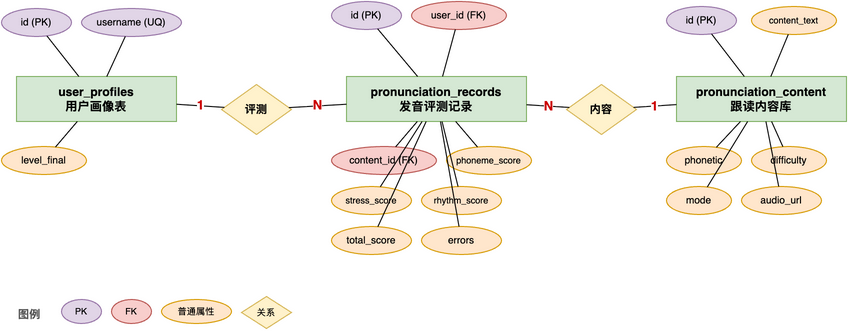 id (PK)
username (UQ)
id (PK)
user_id (FK)
id (PK)
content_text
user_profiles
用户画像表
1
评测
N
pronunciation_records
发音评测记录
N
内容
1
pronunciation_content
跟读内容库
level_final
content_id (FK)
phoneme_score
phonetic
difficulty
stress_score
rhythm_score
mode
audio_url
total_score
errors
图例
PK
FK
普通属性
关系